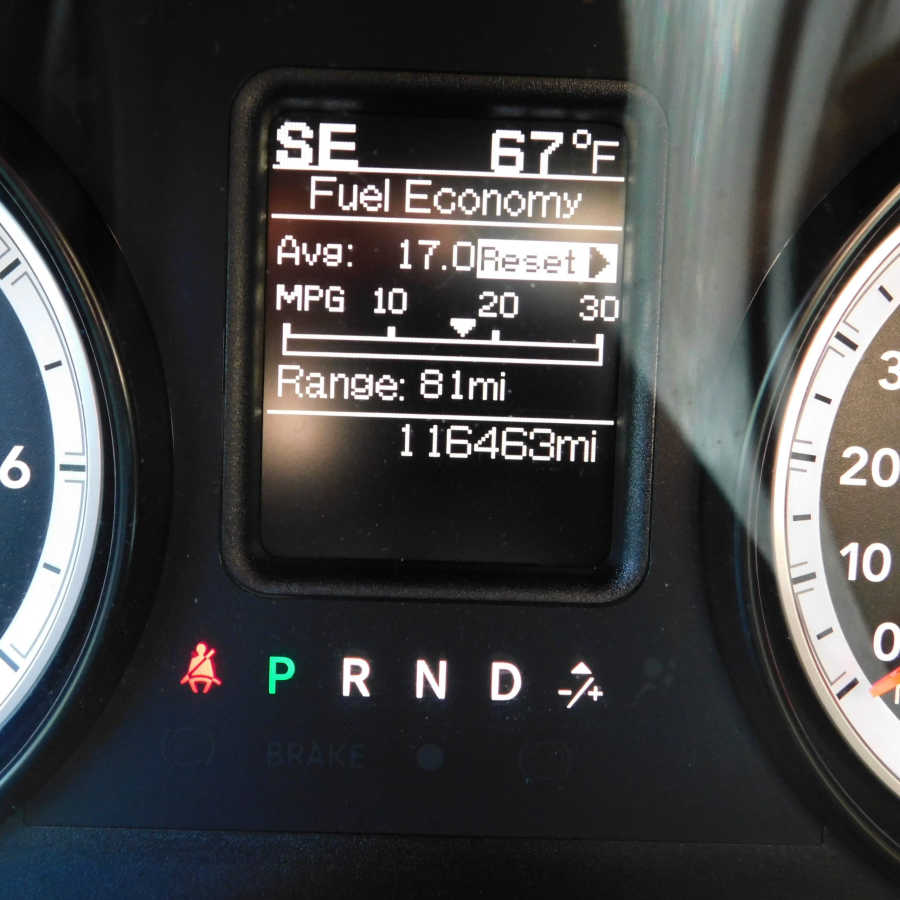 SE 67°F
Fuel Economy
Avg: 17.0 Reset
MPG 10 20 30
Range: 81mi
116463mi
6
20
10
0
P R N D -/+
BRAKE